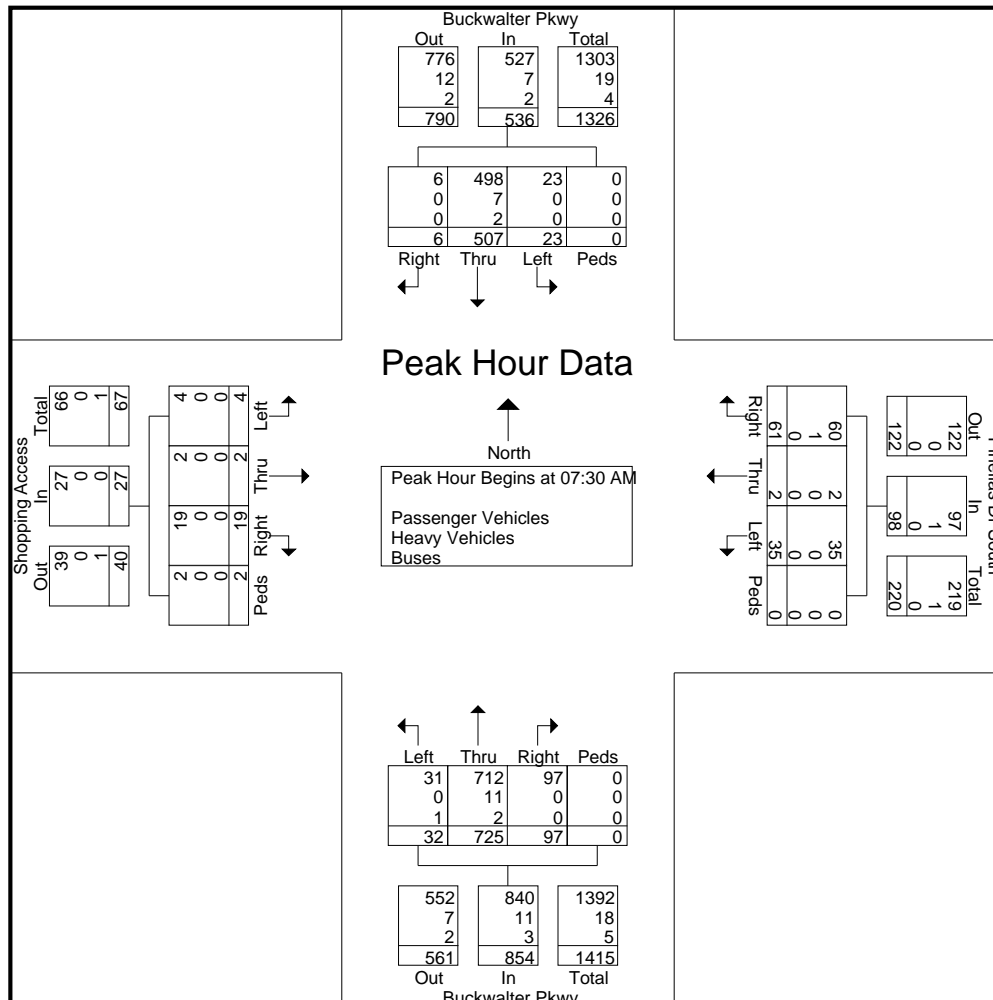 Buckwalter Pkwy
Out In Total
776 527 1303
12 7 19
2 2 4
790 536 1326
6 498 23 0
0 7 0 0
0 2 0 0
6 507 23 0
Right Thru Left Peds
Peak Hour Data
North
Peak Hour Begins at 07:30 AM
Passenger Vehicles
Heavy Vehicles
Buses
Shopping Access
Out In Total
39 27 66
0 0 0
1 0 1
40 27 67
2 19 2 4
0 0 0 0
0 0 0 0
2 19 2 4
Peds Right Thru Left
Right Thru Left Peds
61 2 35 0
0 0 0 0
1 0 0 0
60 2 35 0
Dr South
Out In Total
122 97 219
0 1 1
0 0 0
122 98 220
Left Thru Right Peds
31 712 97 0
0 11 0 0
1 2 0 0
32 725 97 0
552 840 1392
7 11 18
2 3 5
561 854 1415
Out In Total
Buckwalter Pkwy